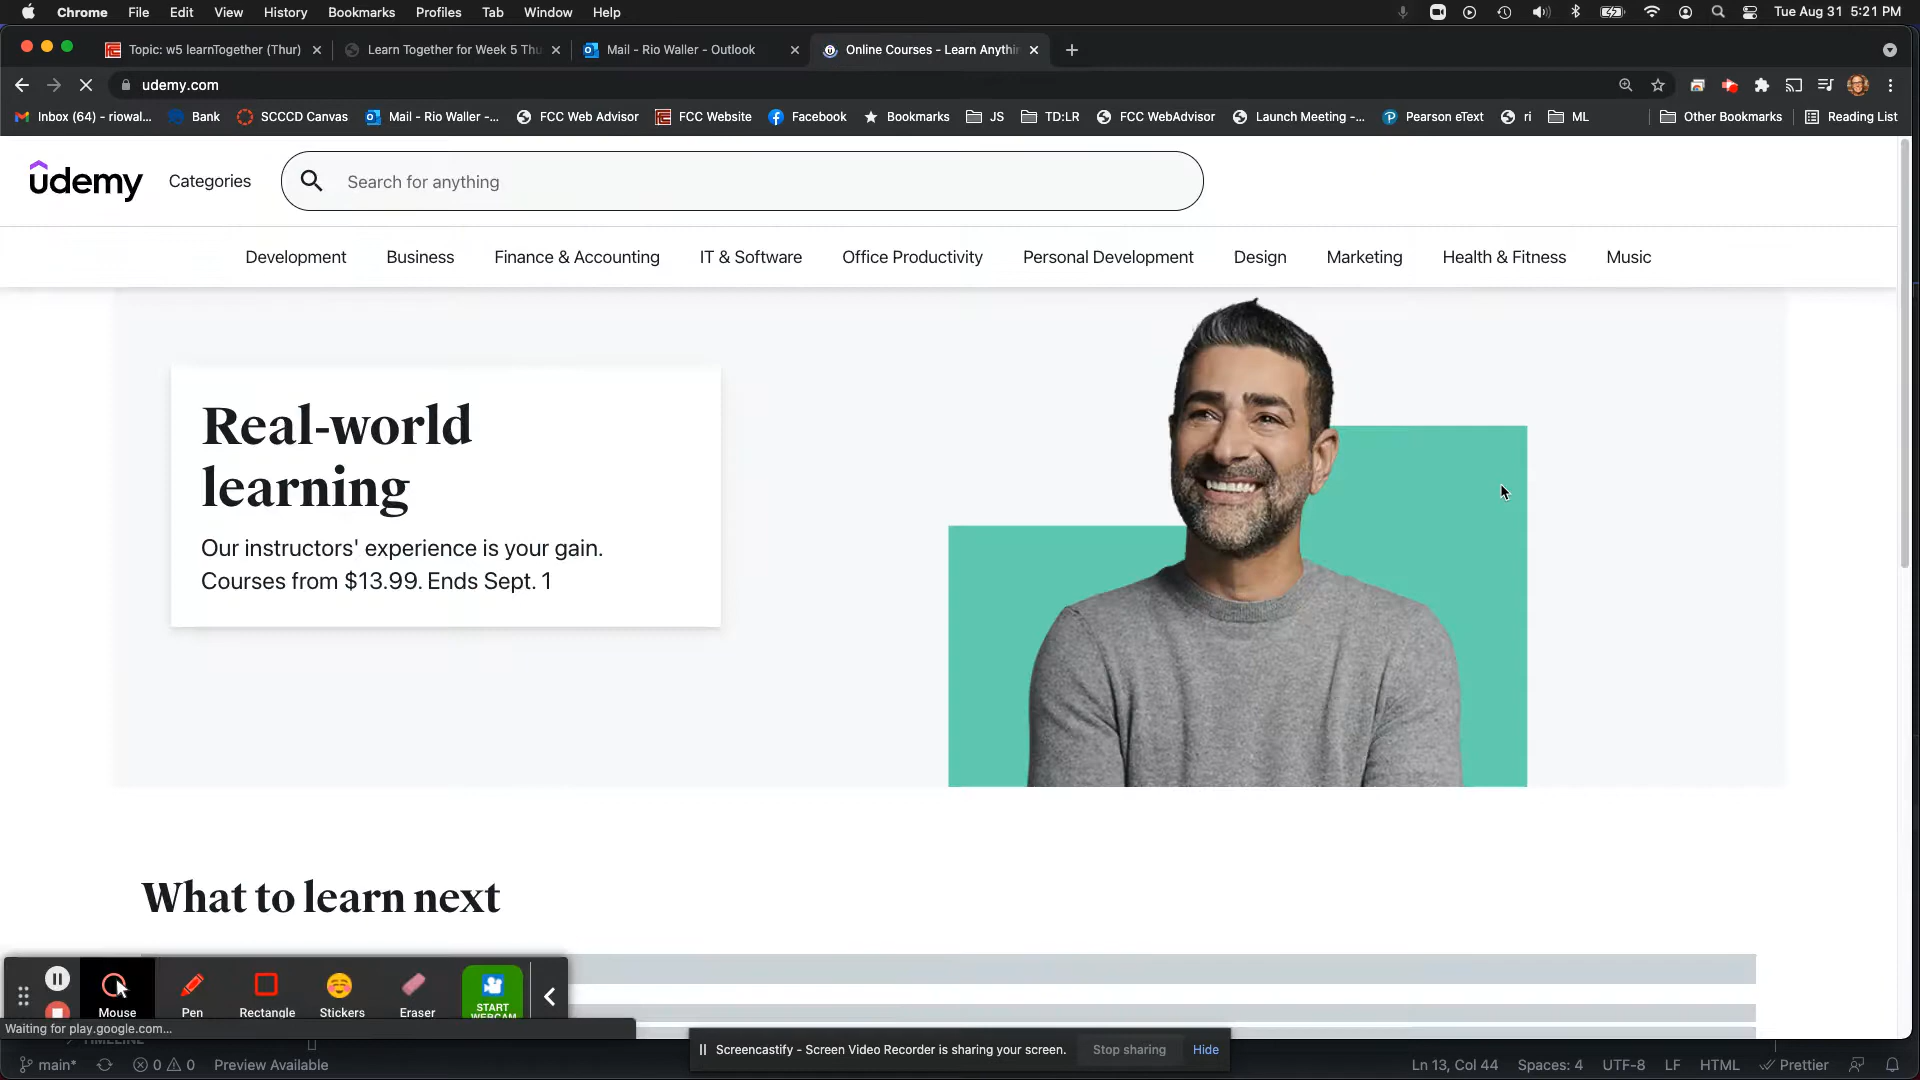 Chrome File Edit View History Bookmarks Profiles Tab Window Help Tue Aug 31 5:21 PM
Topic: w5 learnTogether (Thur) Learn Together for Week 5 Thu Mail - Rio Waller - Outlook Online Courses - Learn Anythin
udemy.com
Inbox (64) - riowal... Bank SCCCD Canvas Mail - Rio Waller -... FCC Web Advisor FCC Website Facebook Bookmarks JS TD:LR FCC WebAdvisor Launch Meeting -... Pearson eText ri ML Other Bookmarks Reading List
udemy Categories Search for anything
Development Business Finance & Accounting IT & Software Office Productivity Personal Development Design Marketing Health & Fitness Music
Real-world
learning
Our instructors' experience is your gain.
Courses from $13.99. Ends Sept. 1
What to learn next
START
WEBCAM
Mouse Pen Rectangle Stickers Eraser
Waiting for play.google.com...
TIMELINE
Screencastify - Screen Video Recorder is sharing your screen. Stop sharing Hide
main* 0 0 Preview Available Ln 13, Col 44 Spaces: 4 UTF-8 LF HTML Prettier